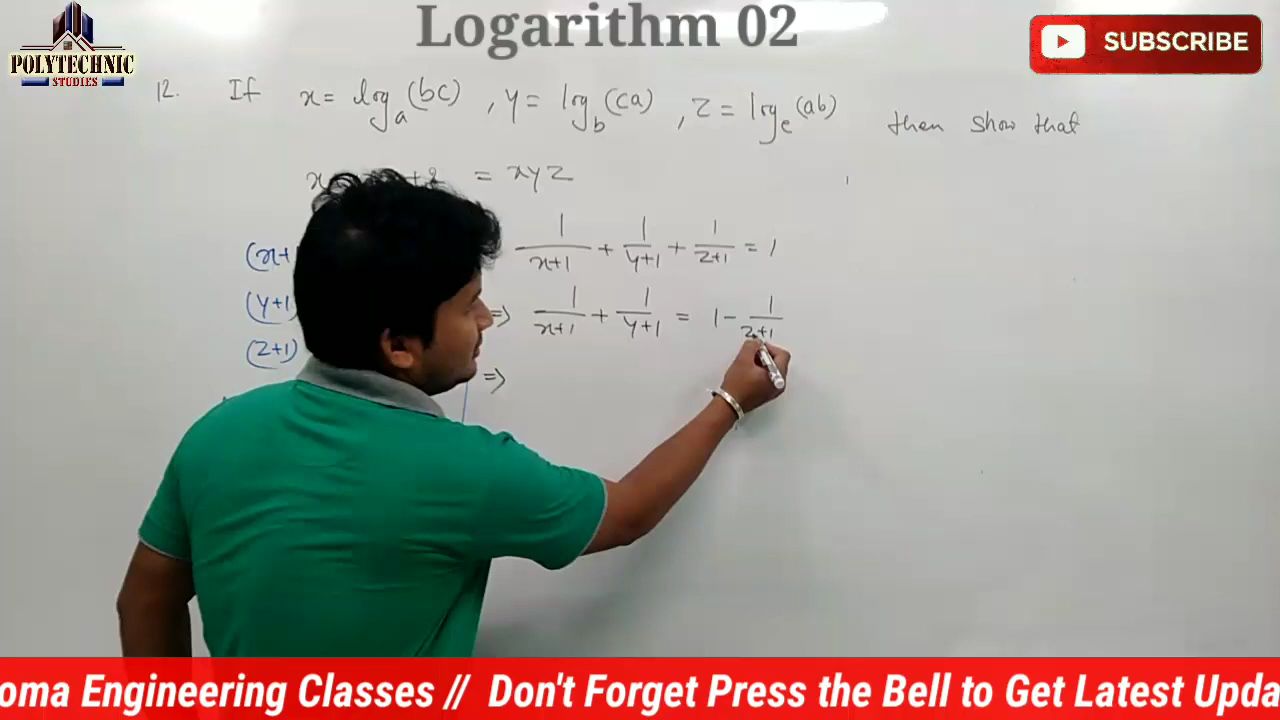 Logarithm 02
POLYTECHNIC
STUDIES
SUBSCRIBE
12. If x = log_a (bc) , y = log_b (ca) , z = log_c (ab) then show that
x +2 = xyz
(x+1
1/(x+1) + 1/(y+1) + 1/(z+1) = 1
(y+1)
⇒ 1/(x+1) + 1/(y+1) = 1 - 1/(z+1)
(z+1)
⇒
oma Engineering Classes // Don't Forget Press the Bell to Get Latest Upda